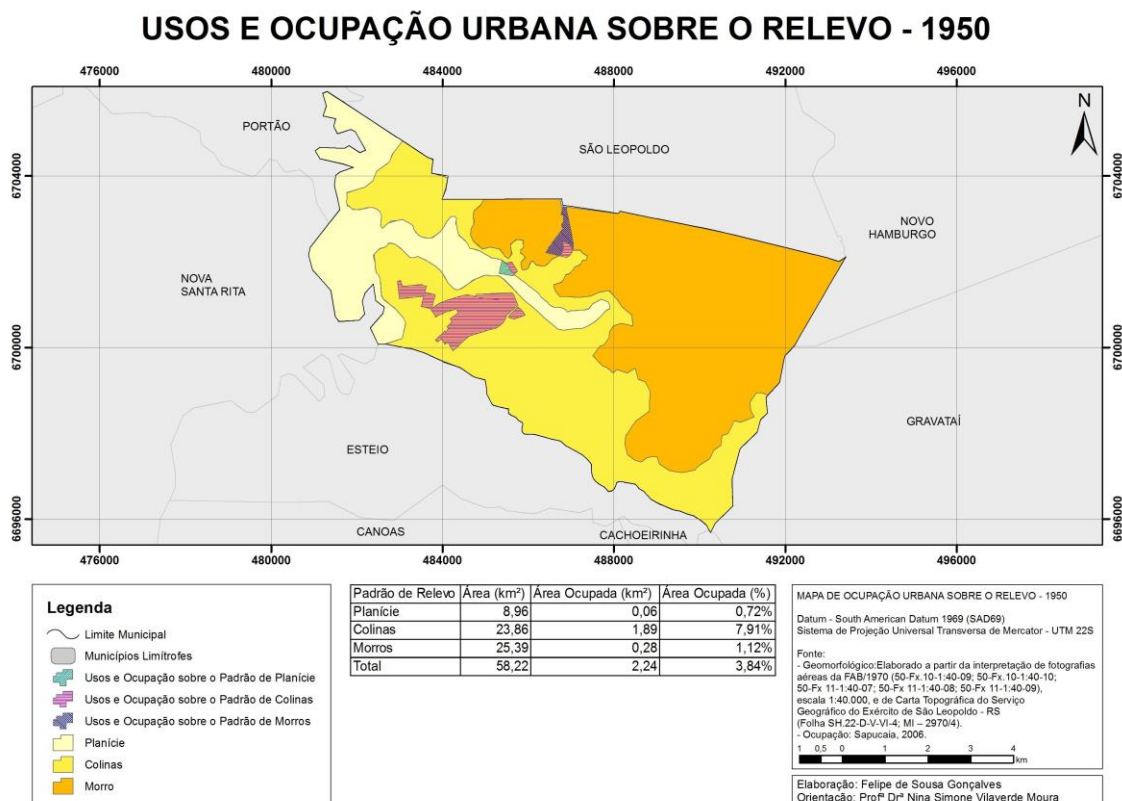 USOS E OCUPAÇÃO URBANA SOBRE O RELEVO - 1950
476000 480000 484000 488000 492000 496000
N
PORTÃO
SÃO LEOPOLDO
6704000 6704000
NOVO
HAMBURGO
NOVA
SANTA RITA
6700000 6700000
GRAVATAÍ
ESTEIO
CANOAS
CACHOEIRINHA
6696000 6696000
476000 480000 484000 488000 492000 496000
Legenda
Limite Municipal
Municípios Limítrofes
Usos e Ocupação sobre o Padrão de Planície
Usos e Ocupação sobre o Padrão de Colinas
Usos e Ocupação sobre o Padrão de Morros
Planície
Colinas
Morro
Padrão de Relevo Área (km²) Área Ocupada (km²) Área Ocupada (%)
Planície 8,96 0,06 0,72%
Colinas 23,86 1,89 7,91%
Morros 25,39 0,28 1,12%
Total 58,22 2,24 3,84%
MAPA DE OCUPAÇÃO URBANA SOBRE O RELEVO - 1950
Datum - South American Datum 1969 (SAD69)
Sistema de Projeção Universal Transversa de Mercator - UTM 22S
Fonte:
- Geomorfológico:Elaborado a partir da interpretação de fotografias
aéreas da FAB/1970 (50-Fx.10-1:40-09; 50-Fx.10-1:40-10;
50-Fx 11-1:40-07; 50-Fx 11-1:40-08; 50-Fx 11-1:40-09),
escala 1:40.000, e de Carta Topográfica do Serviço
Geográfico do Exército de São Leopoldo - RS
(Folha SH.22-D-V-VI-4; MI – 2970/4).
- Ocupação: Sapucaia, 2006.
1 0,5 0 1 2 3 4
km
Elaboração: Felipe de Sousa Gonçalves
Orientação: Profª Drª Nina Simone Vilaverde Moura